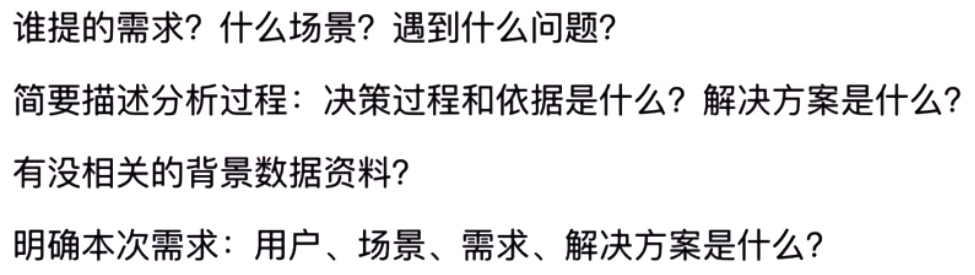 谁提的需求？什么场景？遇到什么问题？
简要描述分析过程：决策过程和依据是什么？解决方案是什么？
有没相关的背景数据资料？
明确本次需求：用户、场景、需求、解决方案是什么？